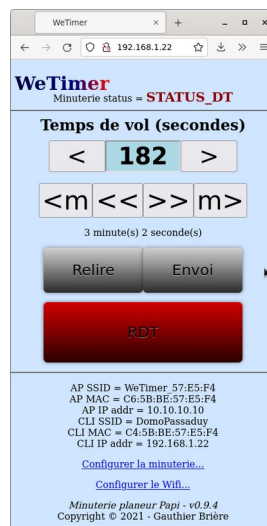 WeTimer
192.168.1.22
WeTimer
Minuterie status = STATUS_DT
Temps de vol (secondes)
< 182 >
<m << >> m>
3 minute(s) 2 seconde(s)
Relire Envoi
RDT
AP SSID = WeTimer_57:E5:F4
AP MAC = C6:5B:BE:57:E5:F4
AP IP addr = 10.10.10.10
CLI SSID = DomoPassaduy
CLI MAC = C4:5B:BE:57:E5:F4
CLI IP addr = 192.168.1.22
Configurer la minuterie...
Configurer le Wifi...
Minuterie planeur Papi - v0.9.4
Copyright © 2021 - Gauthier Brière